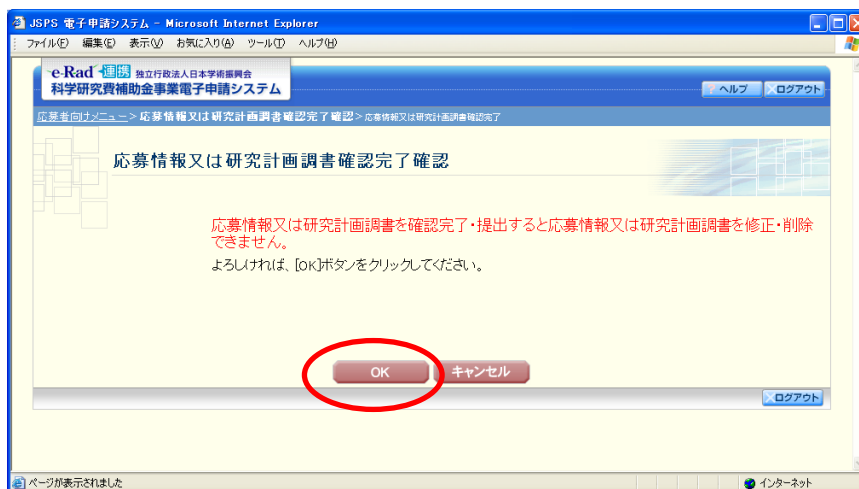 JSPS 電子申請システム - Microsoft Internet Explorer
ファイル(F) 編集(E) 表示(V) お気に入り(A) ツール(T) ヘルプ(H)
e-Rad 連携 独立行政法人日本学術振興会
科学研究費補助金事業電子申請システム
ヘルプ ログアウト
応募者向けメニュー>応募情報又は研究計画調書確認完了確認>応募情報又は研究計画調書確認完了
応募情報又は研究計画調書確認完了確認
応募情報又は研究計画調書を確認完了・提出すると応募情報又は研究計画調書を修正・削除
できません。
よろしければ、[OK]ボタンをクリックしてください。
OK キャンセル
ログアウト
ページが表示されました インターネット